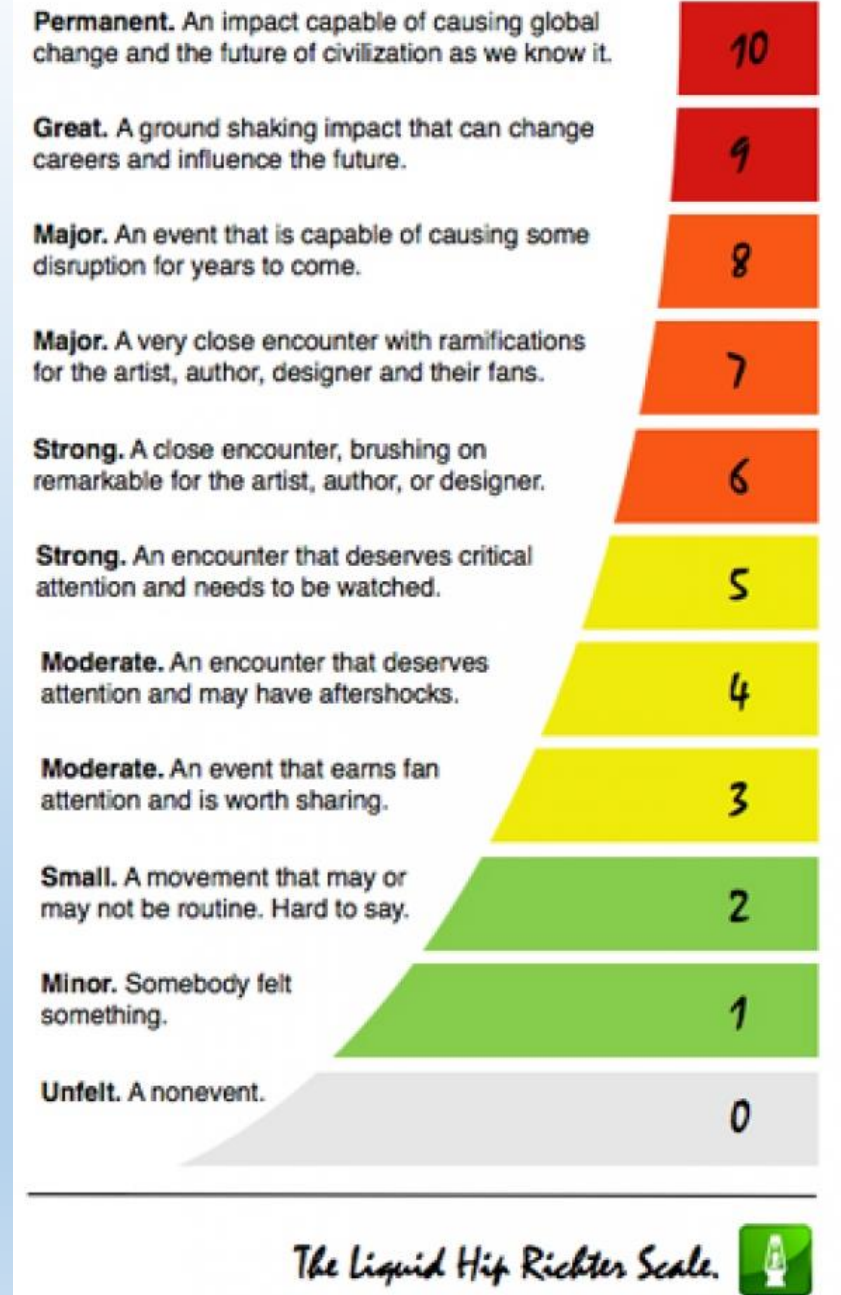 Permanent. An impact capable of causing global
change and the future of civilization as we know it.
10
Great. A ground shaking impact that can change
careers and influence the future.
9
Major. An event that is capable of causing some
disruption for years to come.
8
Major. A very close encounter with ramifications
for the artist, author, designer and their fans.
7
Strong. A close encounter, brushing on
remarkable for the artist, author, or designer.
6
Strong. An encounter that deserves critical
attention and needs to be watched.
5
Moderate. An encounter that deserves
attention and may have aftershocks.
4
Moderate. An event that earns fan
attention and is worth sharing.
3
Small. A movement that may or
may not be routine. Hard to say.
2
Minor. Somebody felt
something.
1
Unfelt. A nonevent.
0
The Liquid Hip Richter Scale.